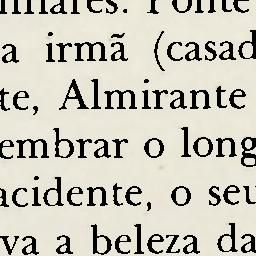 a irmã (casad
te, Almirante
embrar o long
acidente, o seu
va a beleza da